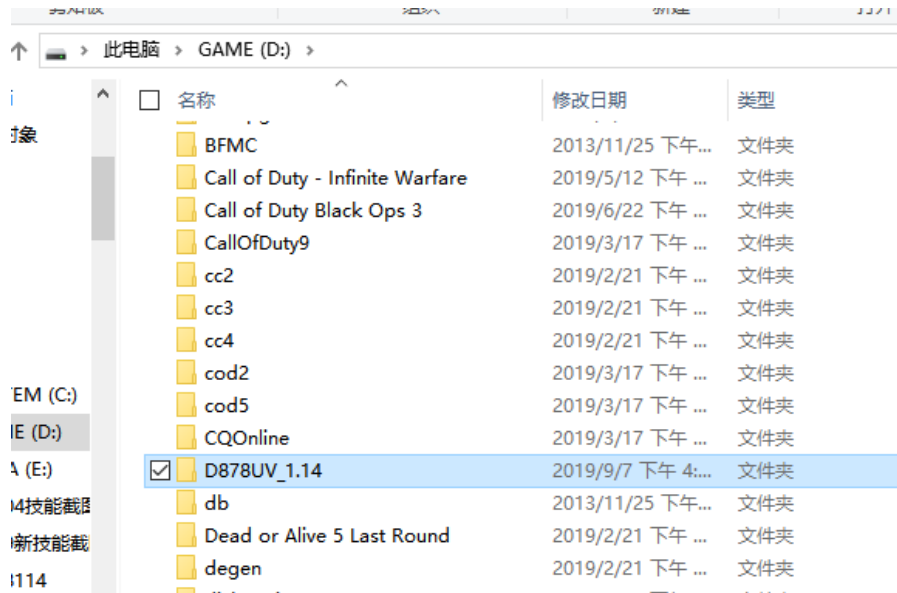 此电脑 > GAME (D:) >
名称 修改日期 类型
BFMC 2013/11/25 下午... 文件夹
对象
Call of Duty - Infinite Warfare 2019/5/12 下午 ... 文件夹
Call of Duty Black Ops 3 2019/6/22 下午 ... 文件夹
CallOfDuty9 2019/3/17 下午 ... 文件夹
cc2 2019/2/21 下午 ... 文件夹
cc3 2019/2/21 下午 ... 文件夹
cc4 2019/2/21 下午 ... 文件夹
cod2 2019/3/17 下午 ... 文件夹
TEM (C:)
cod5 2019/3/17 下午 ... 文件夹
CQOnline 2019/3/17 下午 ... 文件夹
IE (D:)
D878UV_1.14 2019/9/7 下午 4:... 文件夹
A (E:)
db 2013/11/25 下午... 文件夹
04技能截图
Dead or Alive 5 Last Round 2019/2/21 下午 ... 文件夹
新技能截
degen 2019/2/21 下午 ... 文件夹
8114